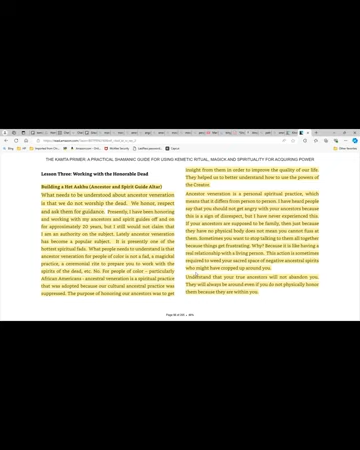 THE KAMTA PRIMER: A PRACTICAL SHAMANIC GUIDE FOR USING KEMETIC RITUAL, MAGICK AND SPIRITUALITY FOR ACQUIRING POWER
Lesson Three: Working with the Honorable Dead
Building a Het Aakhu (Ancestor and Spirit Guide Altar)
What needs to be understood about ancestor veneration
is that we do not worship the dead. We honor, respect
and ask them for guidance. Presently, I have been honoring
and working with my ancestors and spirit guides off and on
for approximately 20 years, but I still would not claim that
I am an authority on the subject. Lately ancestor veneration
has become a popular subject. It is presently one of the
hottest spiritual fads. What people needs to understand is that
ancestor veneration for people of color is not a fad, a magickal
practice, a ceremonial rite to prepare you to work with the
spirits of the dead, etc. No. For people of color – particularly
African Americans - ancestral veneration is a spiritual practice
that was adopted because our cultural ancestral practice was
suppressed. The purpose of honoring our ancestors was to get
insight from them in order to improve the quality of our life.
They helped us to better understand how to use the powers of
the Creator.
Ancestor veneration is a personal spiritual practice, which
means that it differs from person to person. I have heard people
say that you should not get angry with your ancestors because
this is a sign of disrespect, but I have never experienced this.
If your ancestors are supposed to be family, then just because
they have no physical body does not mean you cannot fuss at
them. Sometimes you want to stop talking to them all together
because things get frustrating. Why? Because it is like having a
real relationship with a living person. This action is sometimes
required to weed your sacred space of negative ancestral spirits
who might have cropped up around you.
Understand that your true ancestors will not abandon you.
They will always be around even if you do not physically honor
them because they are within you.